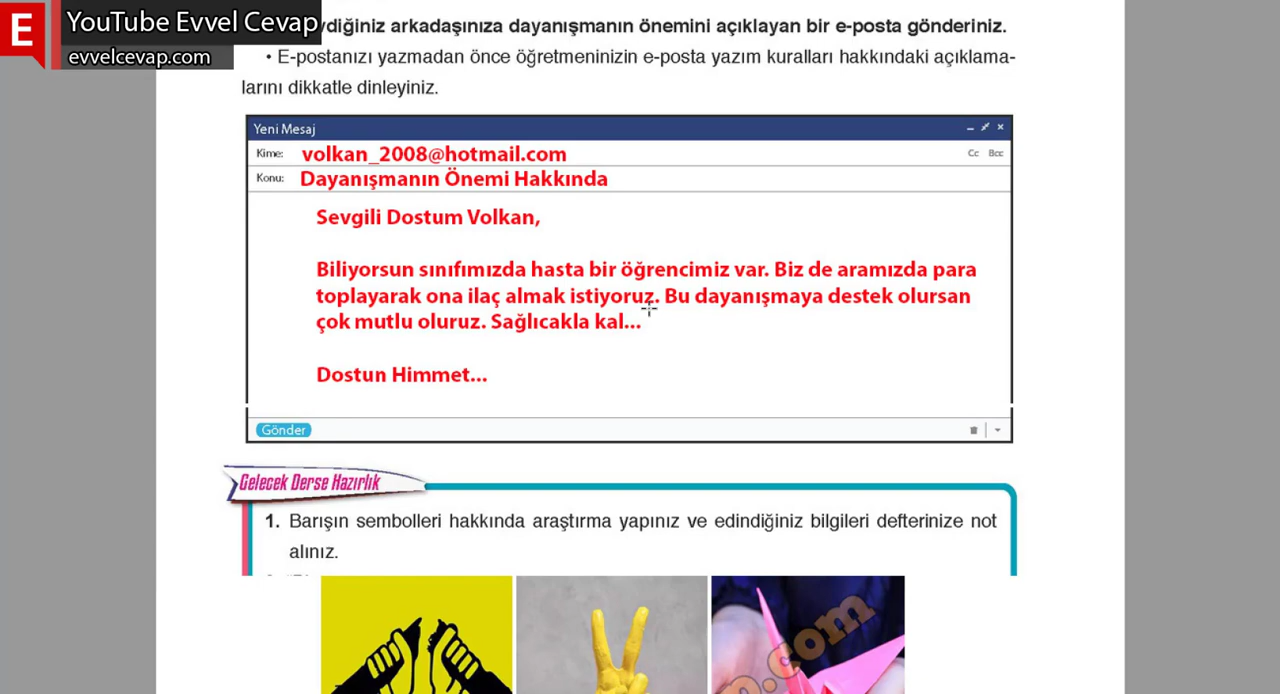 YouTube Evvel Cevap
evvelcevap.com
E
dayanışmanın önemini açıklayan bir e-posta gönderiniz.
• E-postanızı yazmadan önce öğretmeninizin e-posta yazım kuralları hakkındaki açıklama-
larını dikkatle dinleyiniz.
Yeni Mesaj
Kime: volkan_2008@hotmail.com Cc Bcc
Konu: Dayanışmanın Önemi Hakkında
Sevgili Dostum Volkan,
Biliyorsun sınıfımızda hasta bir öğrencimiz var. Biz de aramızda para
toplayarak ona ilaç almak istiyoruz. Bu dayanışmaya destek olursan
çok mutlu oluruz. Sağlıcakla kal...
Dostun Himmet...
Gönder
Gelecek Derse Hazırlık
1. Barışın sembolleri hakkında araştırma yapınız ve edindiğiniz bilgileri defterinize not
alınız.